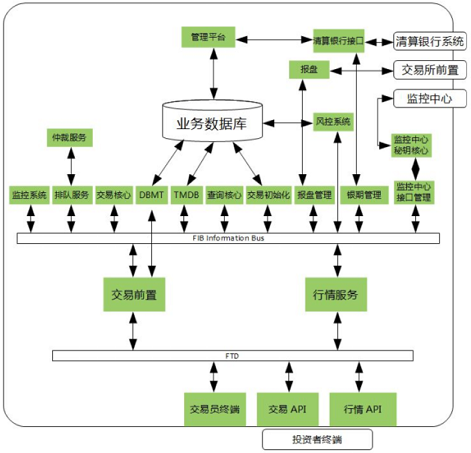 管理平台
清算银行接口
清算银行系统
报盘
交易所前置
监控中心
业务数据库
风控系统
仲裁服务
监控中心
秘钥核心
监控系统
排队服务
交易核心
DBMT
TMDB
查询核心
交易初始化
报盘管理
银期管理
监控中心
接口管理
FIB Information Bus
交易前置
行情服务
FTD
交易员终端
交易 API
行情 API
投资者终端